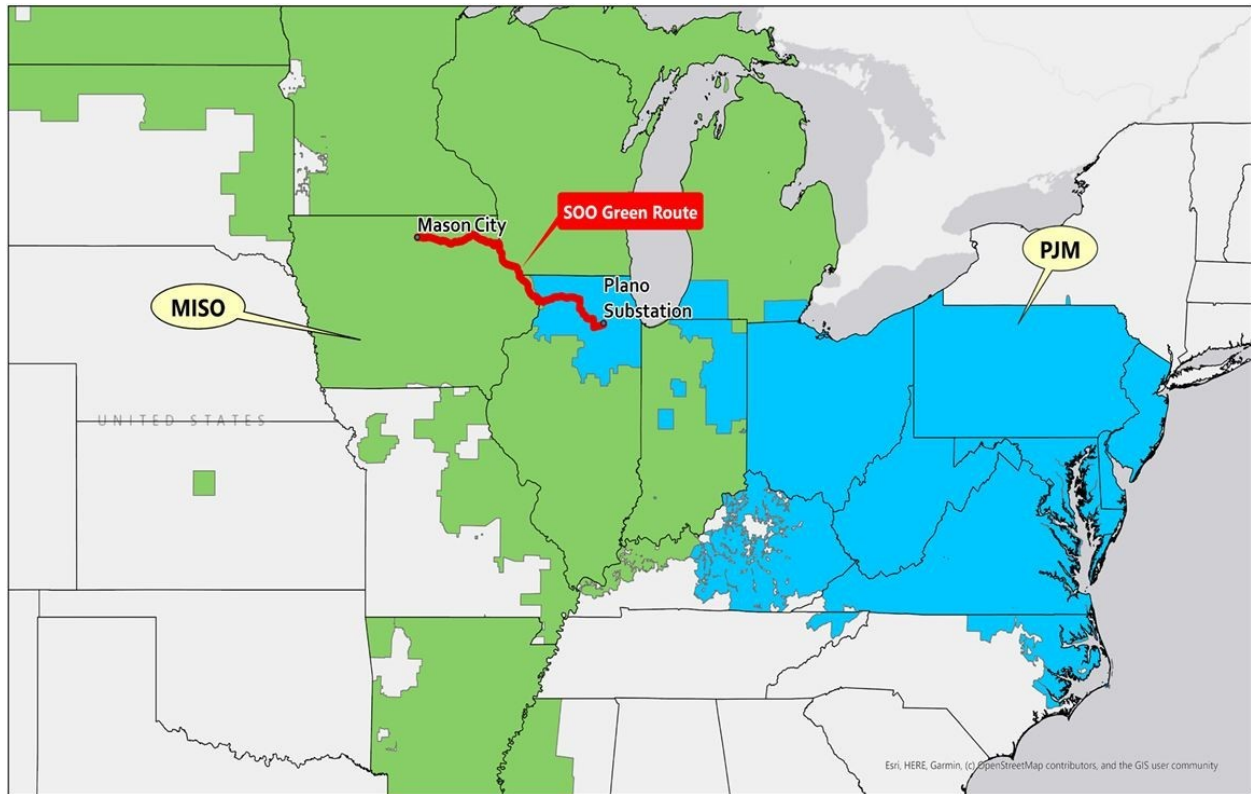 SOO Green Route
Mason City
PJM
Plano
Substation
MISO
UNITED STATES
Esri, HERE, Garmin, (c) OpenStreetMap contributors, and the GIS user community